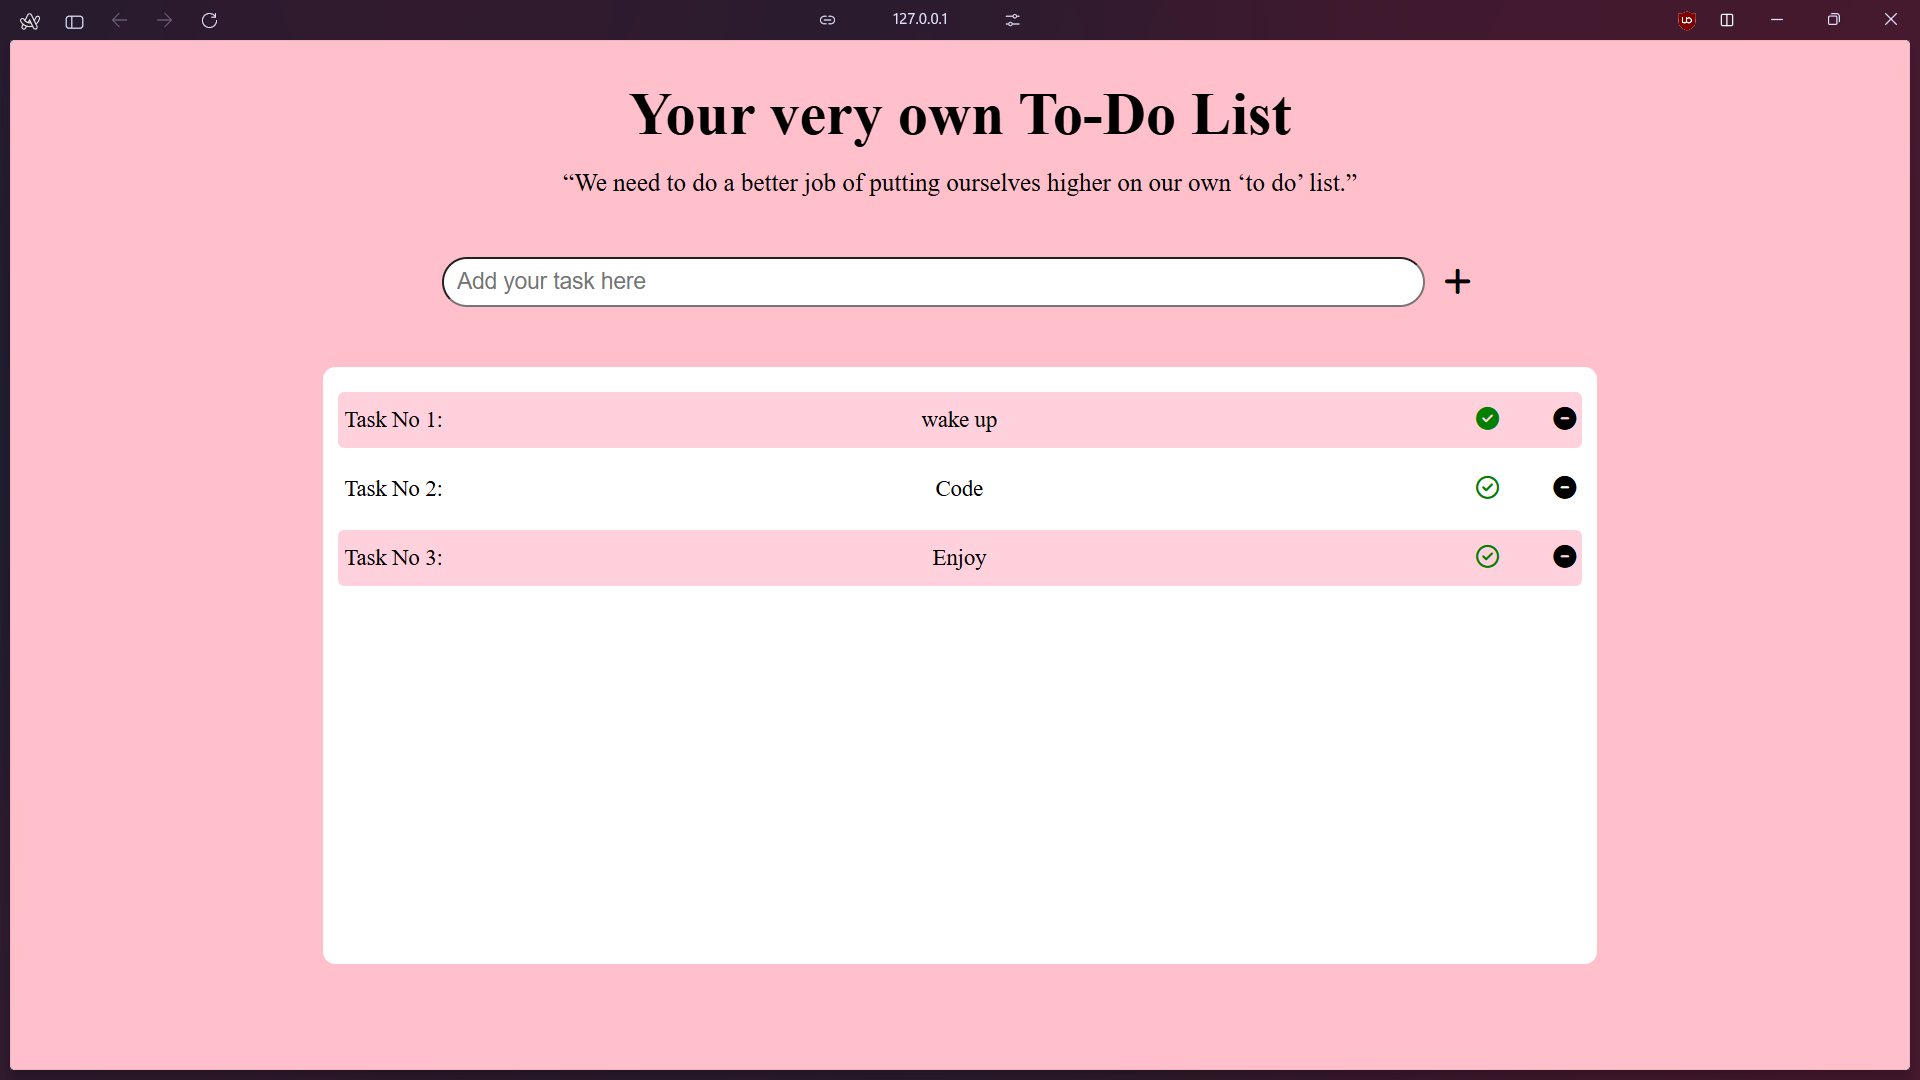 127.0.0.1
Your very own To-Do List
“We need to do a better job of putting ourselves higher on our own ‘to do’ list.”
Add your task here
Task No 1: wake up
Task No 2: Code
Task No 3: Enjoy